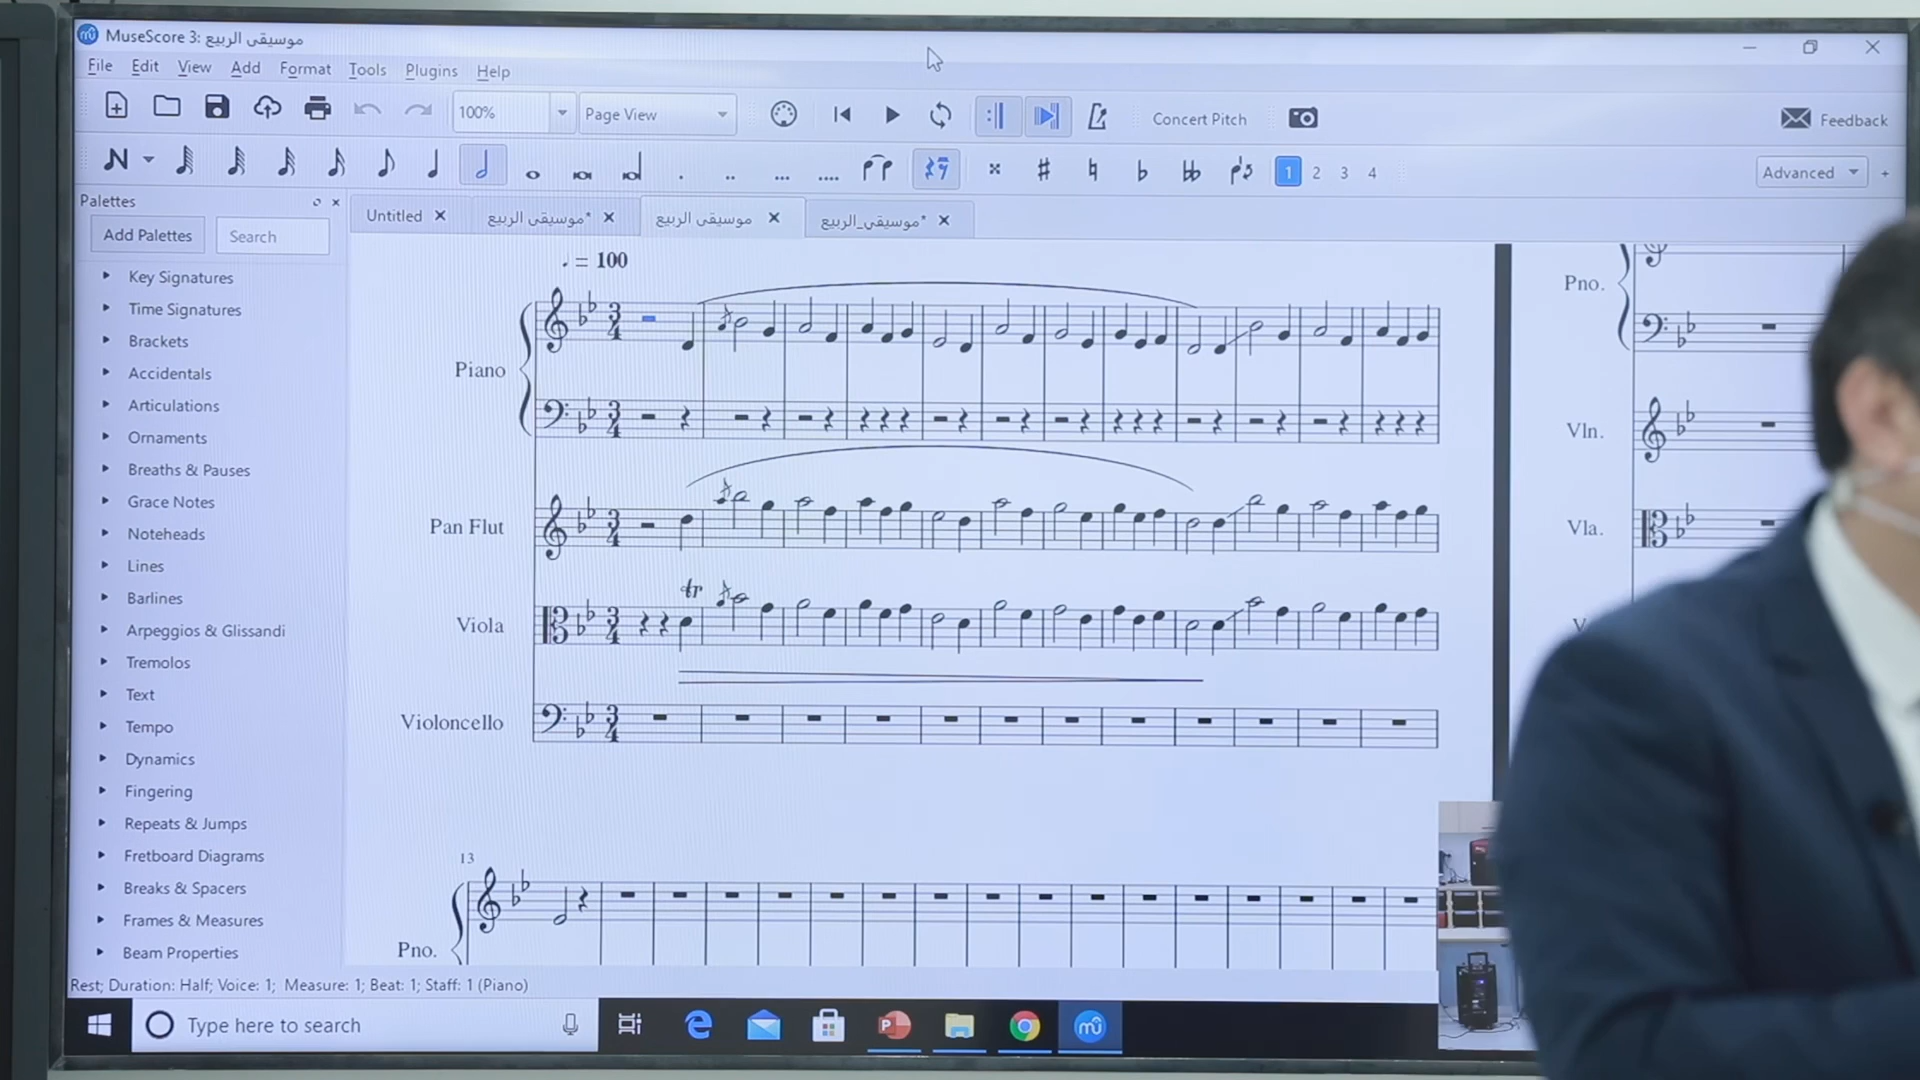 MuseScore 3: موسيقى الربيع
File Edit View Add Format Tools Plugins Help
100% Page View Concert Pitch Feedback
1 2 3 4 Advanced
Palettes
Add Palettes Search
Untitled موسيقى الربيع* موسيقى الربيع موسيقي_الربيع*
Key Signatures
Time Signatures
Brackets
Accidentals
Articulations
Ornaments
Breaths & Pauses
Grace Notes
Noteheads
Lines
Barlines
Arpeggios & Glissandi
Tremolos
Text
Tempo
Dynamics
Fingering
Repeats & Jumps
Fretboard Diagrams
Breaks & Spacers
Frames & Measures
Beam Properties
= 100
Piano
Pan Flut
Viola
tr
Violoncello
13
Pno.
Pno.
Vln.
Vla.
Rest; Duration: Half; Voice: 1; Measure: 1; Beat: 1; Staff: 1 (Piano)
Type here to search